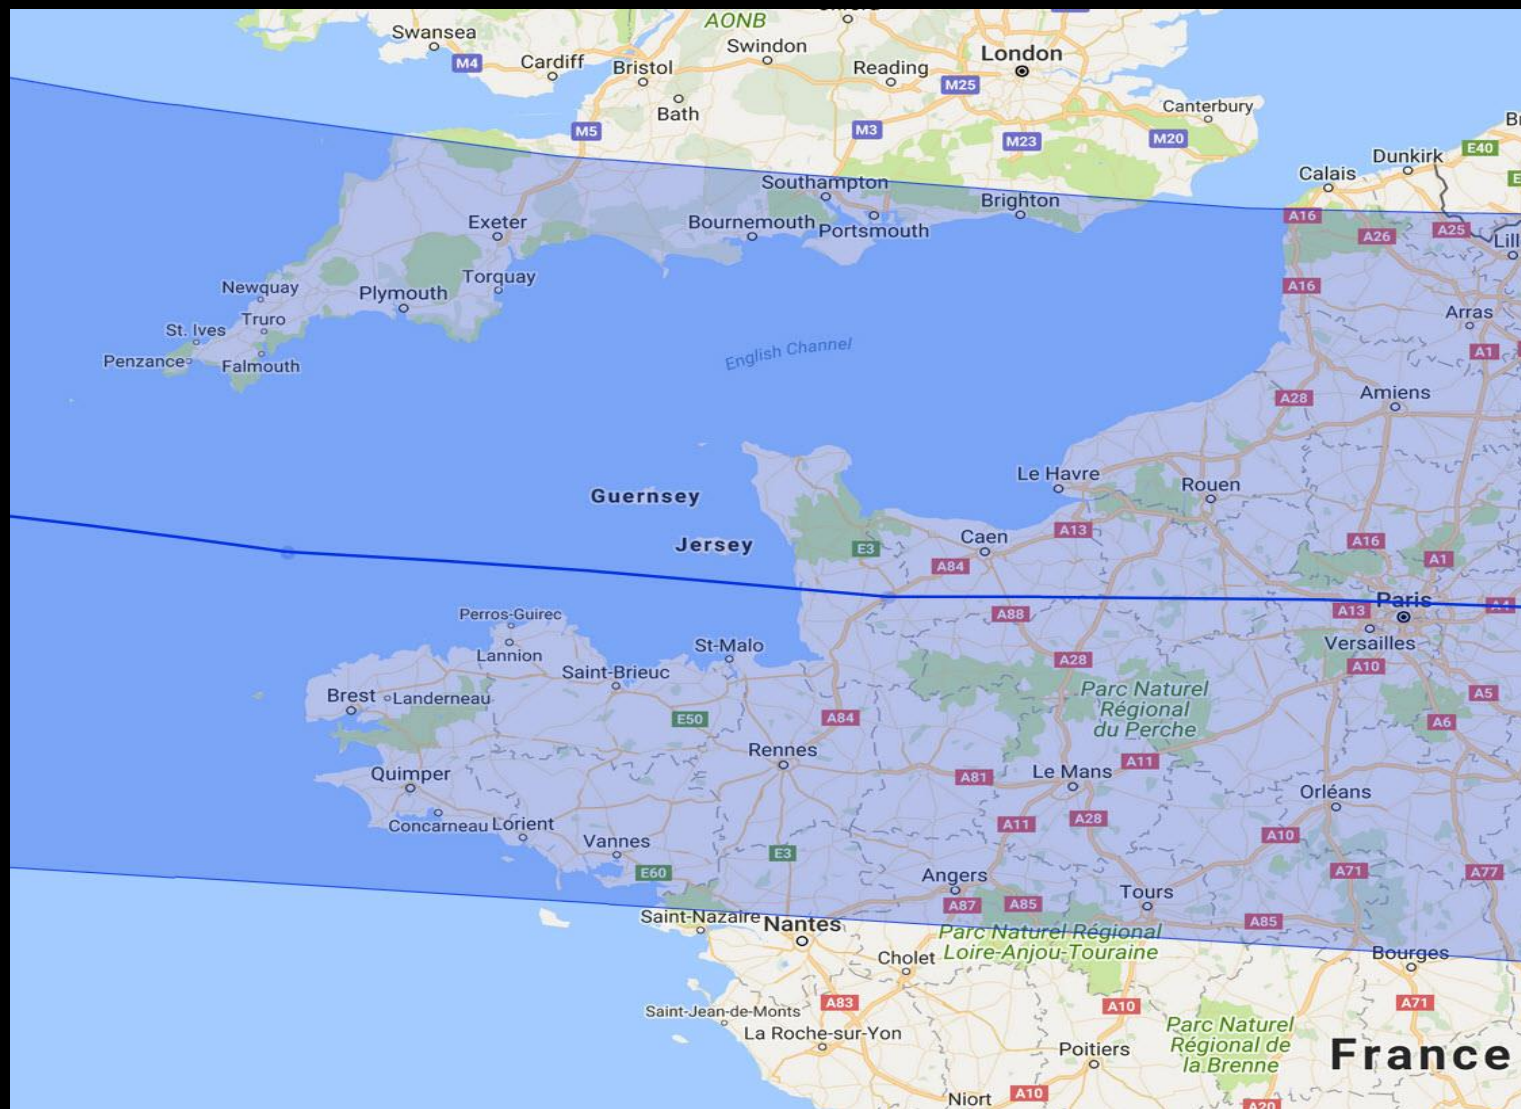 AONB
Swansea
Swindon
London
M4
Cardiff
Bristol
Reading
M25
Bath
Canterbury
M5
M3
M23
M20
Dunkirk
E40
Calais
Southampton
Brighton
A16
Exeter
Bournemouth
Portsmouth
A26
A25
Torquay
Newquay
Plymouth
A16
St. Ives
Truro
Arras
Penzance
Falmouth
English Channel
A1
A28
Amiens
Le Havre
Rouen
Guernsey
Jersey
E3
Caen
A13
A16
A1
A84
Perros-Guirec
A88
A13
Paris
A4
Lannion
St-Malo
Versailles
Saint-Brieuc
A28
A10
Brest
Landerneau
Parc Naturel
Régional
du Perche
A5
E50
A84
A6
Rennes
Quimper
A81
Le Mans
A11
Orléans
Concarneau
Lorient
A11
A28
A10
Vannes
E3
E60
Angers
A71
A77
Tours
A87
A85
Saint-Nazaire
Nantes
A85
Parc Naturel Régional
Loire-Anjou-Touraine
Cholet
Bourges
A83
A10
A71
Saint-Jean-de-Monts
La Roche-sur-Yon
Parc Naturel
Régional de
la Brenne
Poitiers
France
Niort
A10
A20